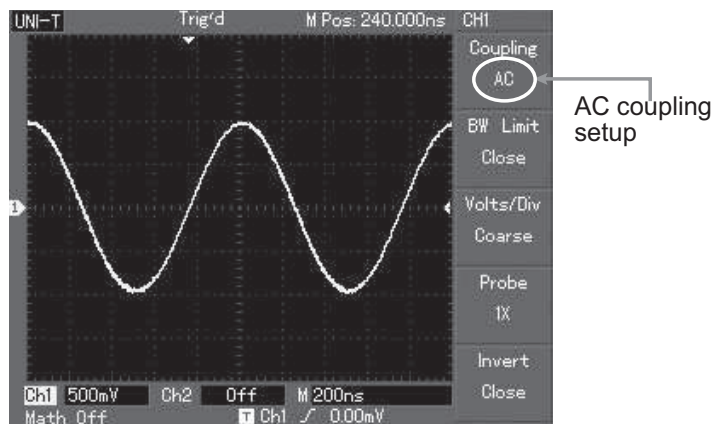 UNI-T Trig'd M Pos: 240.000ns CH1
Coupling
AC
AC coupling
setup
BW Limit
Close
1
Volts/Div
Coarse
Probe
1X
Invert
Close
Ch1 500mV Ch2 Off M 200ns
Math Off T Ch1 0.00mV